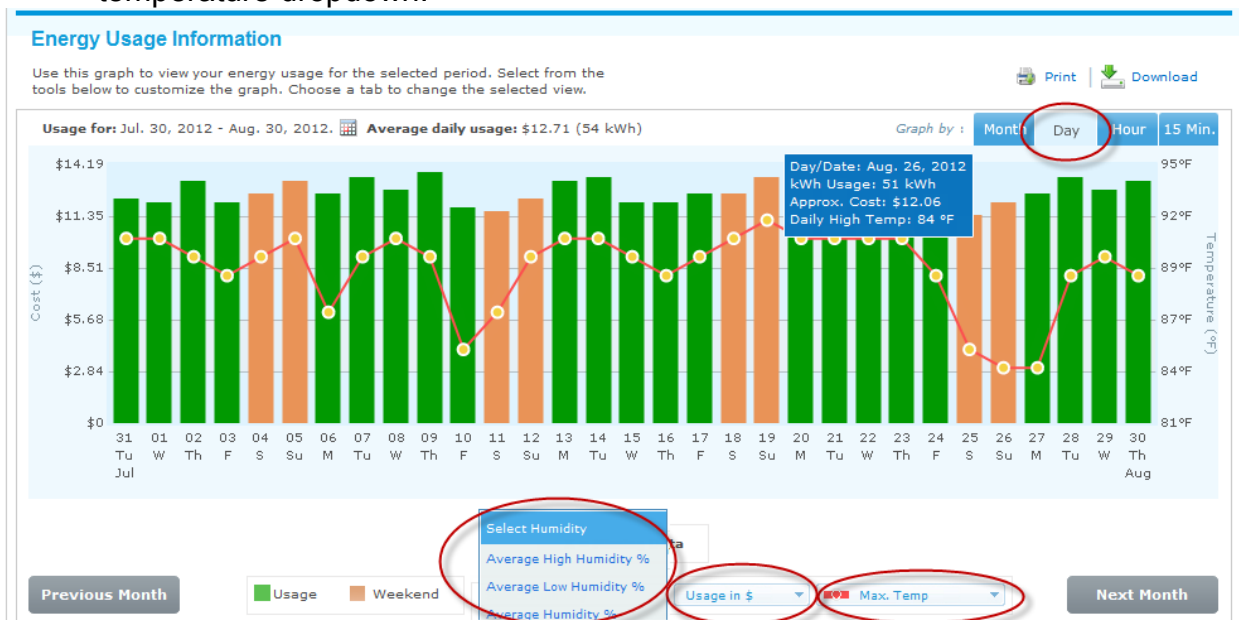 temperature dropdown.
Energy Usage Information
Use this graph to view your energy usage for the selected period. Select from the
tools below to customize the graph. Choose a tab to change the selected view.
Print | Download
Usage for: Jul. 30, 2012 - Aug. 30, 2012. Average daily usage: $12.71 (54 kWh)
Graph by : Month Day Hour 15 Min.
$14.19
$11.35
$8.51
$5.68
$2.84
$0
Cost ($)
Day/Date: Aug. 26, 2012
kWh Usage: 51 kWh
Approx. Cost: $12.06
Daily High Temp: 84 °F
95°F
92°F
89°F
87°F
84°F
81°F
Temperature (°F)
31 01 02 03 04 05 06 07 08 09 10 11 12 13 14 15 16 17 18 19 20 21 22 23 24 25 26 27 28 29 30
Tu W Th F S Su M Tu W Th F S Su M Tu W Th F S Su M Tu W Th F S Su M Tu W Th
Jul Aug
Select Humidity
Average High Humidity %
Average Low Humidity %
Average Humidity %
Previous Month
Usage Weekend
Usage in $
Max. Temp
Next Month